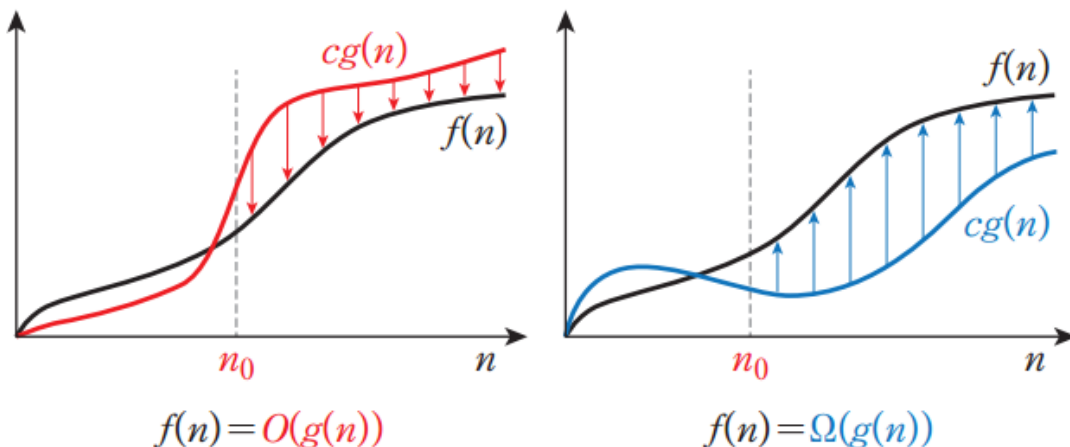 cg(n)
f(n)
n₀
n
f(n) = O(g(n))
f(n)
cg(n)
n₀
n
f(n) = Ω(g(n))